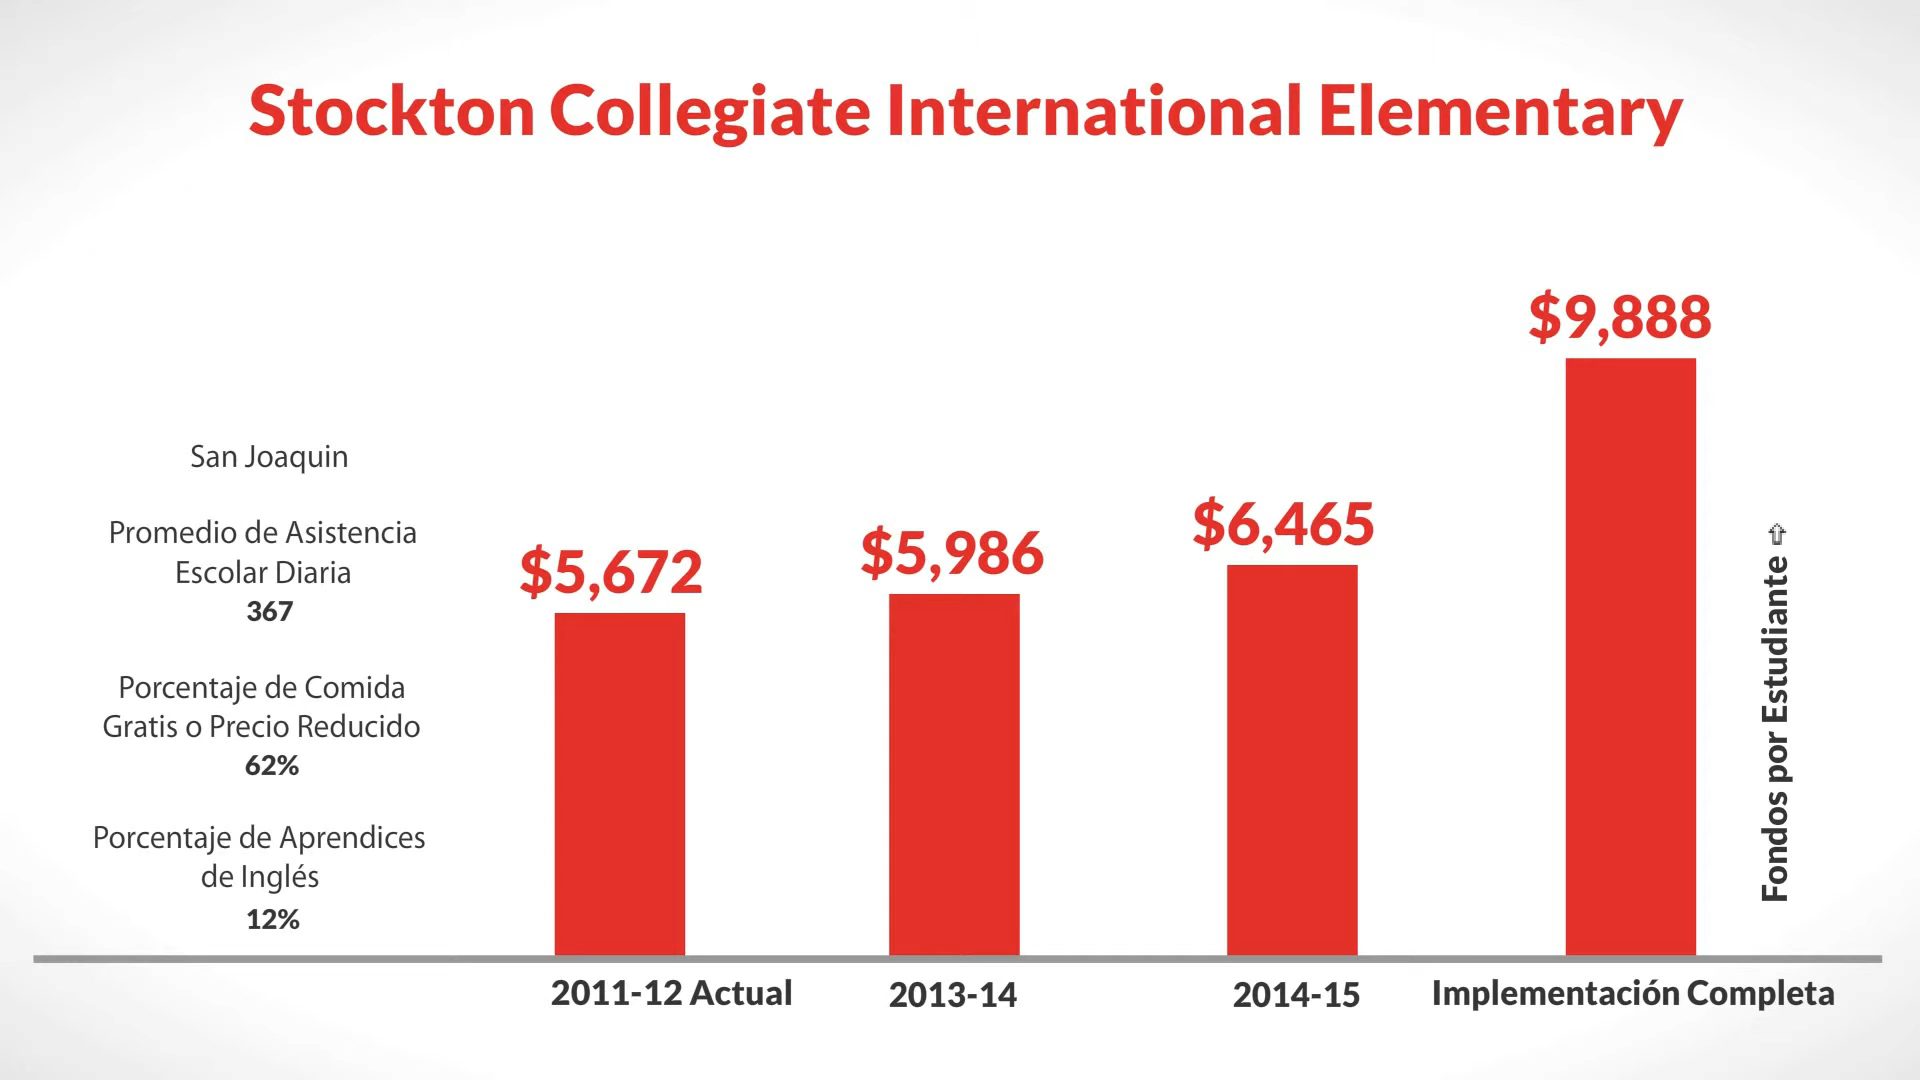 Stockton Collegiate International Elementary
San Joaquin
Promedio de Asistencia
Escolar Diaria
367
Porcentaje de Comida
Gratis o Precio Reducido
62%
Porcentaje de Aprendices
de Inglés
12%
$5,672
$5,986
$6,465
$9,888
Fondos por Estudiante ⇧
2011-12 Actual
2013-14
2014-15
Implementación Completa